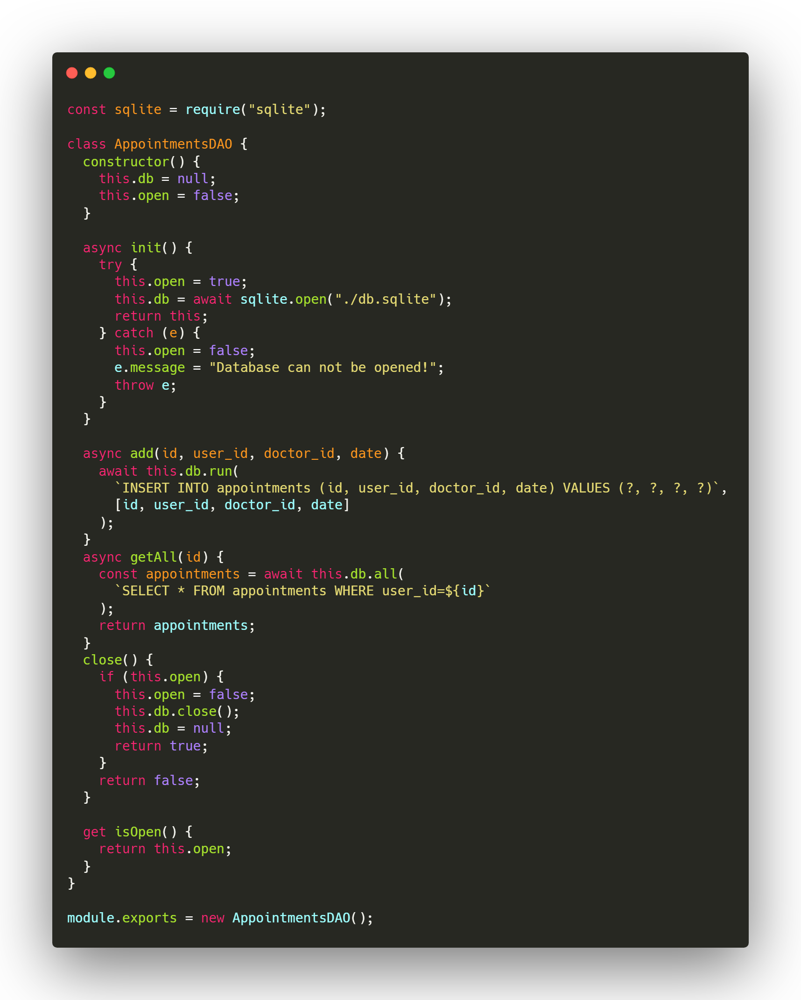 const sqlite = require("sqlite");

class AppointmentsDAO {
  constructor() {
    this.db = null;
    this.open = false;
  }

  async init() {
    try {
      this.open = true;
      this.db = await sqlite.open("./db.sqlite");
      return this;
    } catch (e) {
      this.open = false;
      e.message = "Database can not be opened!";
      throw e;
    }
  }

  async add(id, user_id, doctor_id, date) {
    await this.db.run(
      `INSERT INTO appointments (id, user_id, doctor_id, date) VALUES (?, ?, ?, ?)`,
      [id, user_id, doctor_id, date]
    );
  }
  async getAll(id) {
    const appointments = await this.db.all(
      `SELECT * FROM appointments WHERE user_id=${id}`
    );
    return appointments;
  }
  close() {
    if (this.open) {
      this.open = false;
      this.db.close();
      this.db = null;
      return true;
    }
    return false;
  }

  get isOpen() {
    return this.open;
  }
}

module.exports = new AppointmentsDAO();